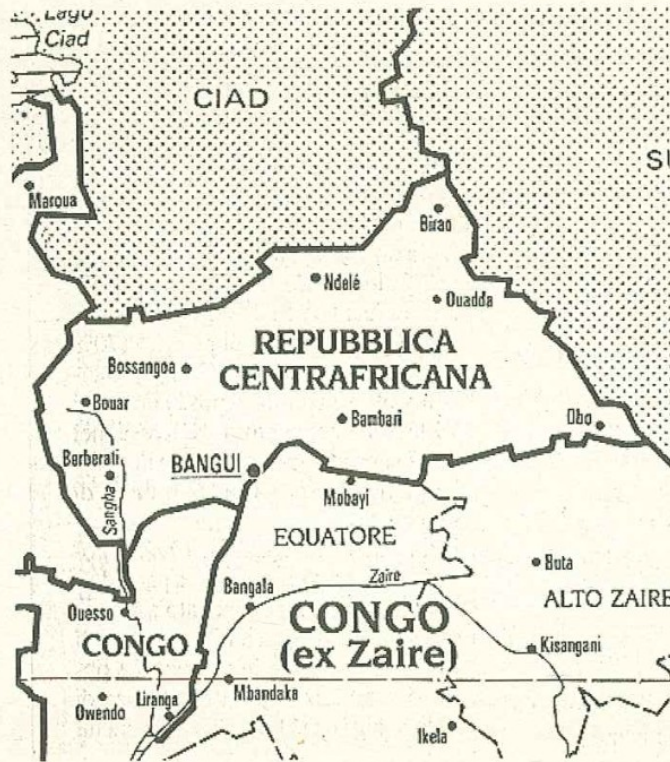 Lago
Ciad
CIAD
Maroua
Birao
Ndelé
Ouadda
REPUBBLICA
CENTRAFRICANA
Bossangoa
Bouar
Bambari
Obo
Berberati
BANGUI
Sangha
Mobayi
EQUATORE
Zaire
Buta
Bangala
ALTO ZAIRE
Ouesso
CONGO
CONGO
(ex Zaire)
Kisangani
Mbandaka
Owendo
Liranga
Ikela